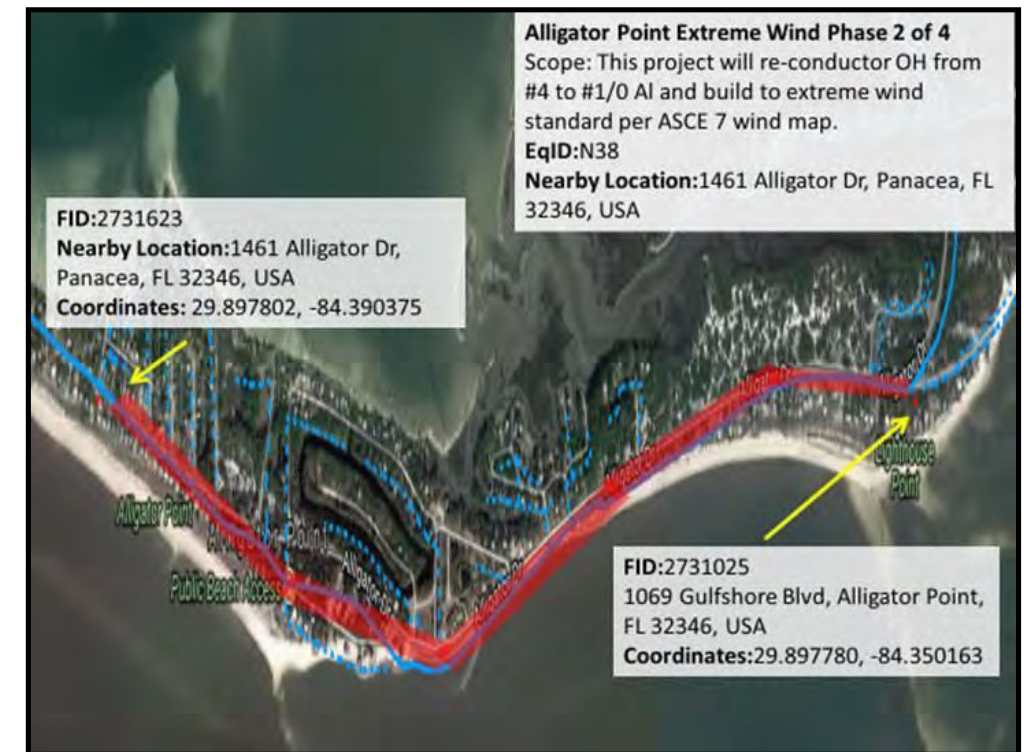 Alligator Point Extreme Wind Phase 2 of 4
Scope: This project will re-conductor OH from
#4 to #1/0 Al and build to extreme wind
standard per ASCE 7 wind map.
EqID:N38
Nearby Location:1461 Alligator Dr, Panacea, FL
32346, USA
FID:2731623
Nearby Location:1461 Alligator Dr,
Panacea, FL 32346, USA
Coordinates: 29.897802, -84.390375
Alligator Point
Alligator Point
Public Beach Access
Alligator Dr
Lighthouse
Point
FID:2731025
1069 Gulfshore Blvd, Alligator Point,
FL 32346, USA
Coordinates:29.897780, -84.350163